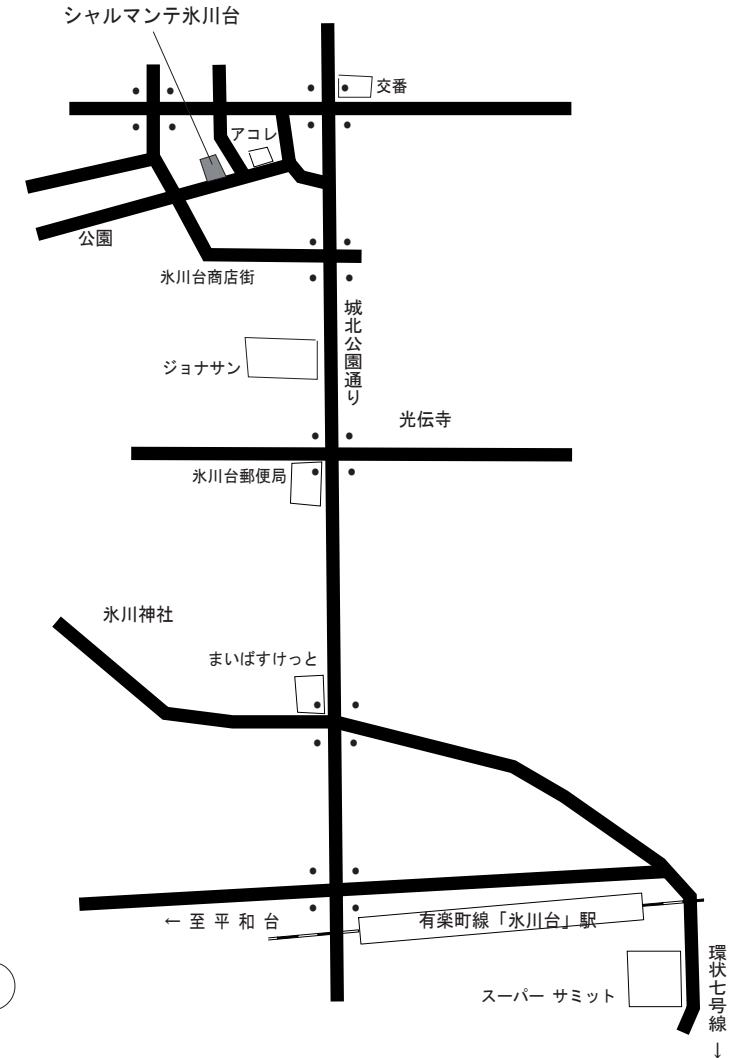 シャルマンテ氷川台
交番
アコレ
公園
氷川台商店街
城北公園通り
ジョナサン
光伝寺
氷川台郵便局
氷川神社
まいばすけっと
← 至 平 和 台
有楽町線「氷川台」駅
スーパー サミット
環状七号線↓